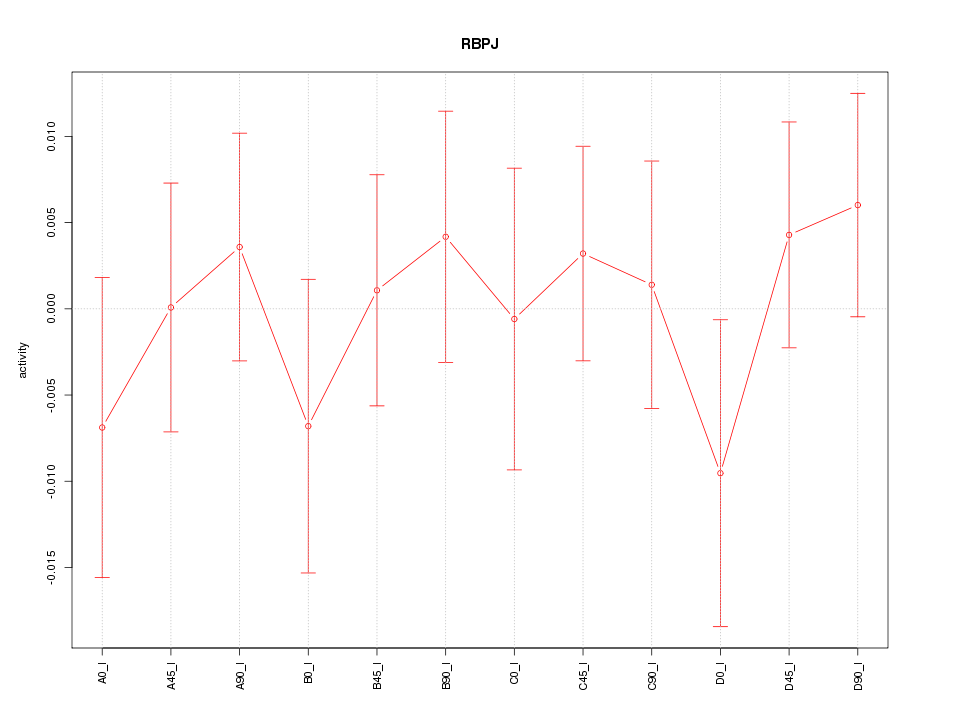 RBPJ
activity
0.010
0.005
0.000
-0.005
-0.010
-0.015
A0_I
A45_I
A90_I
B0_I
B45_I
B90_I
C0_I
C45_I
C90_I
D0_I
D45_I
D90_I